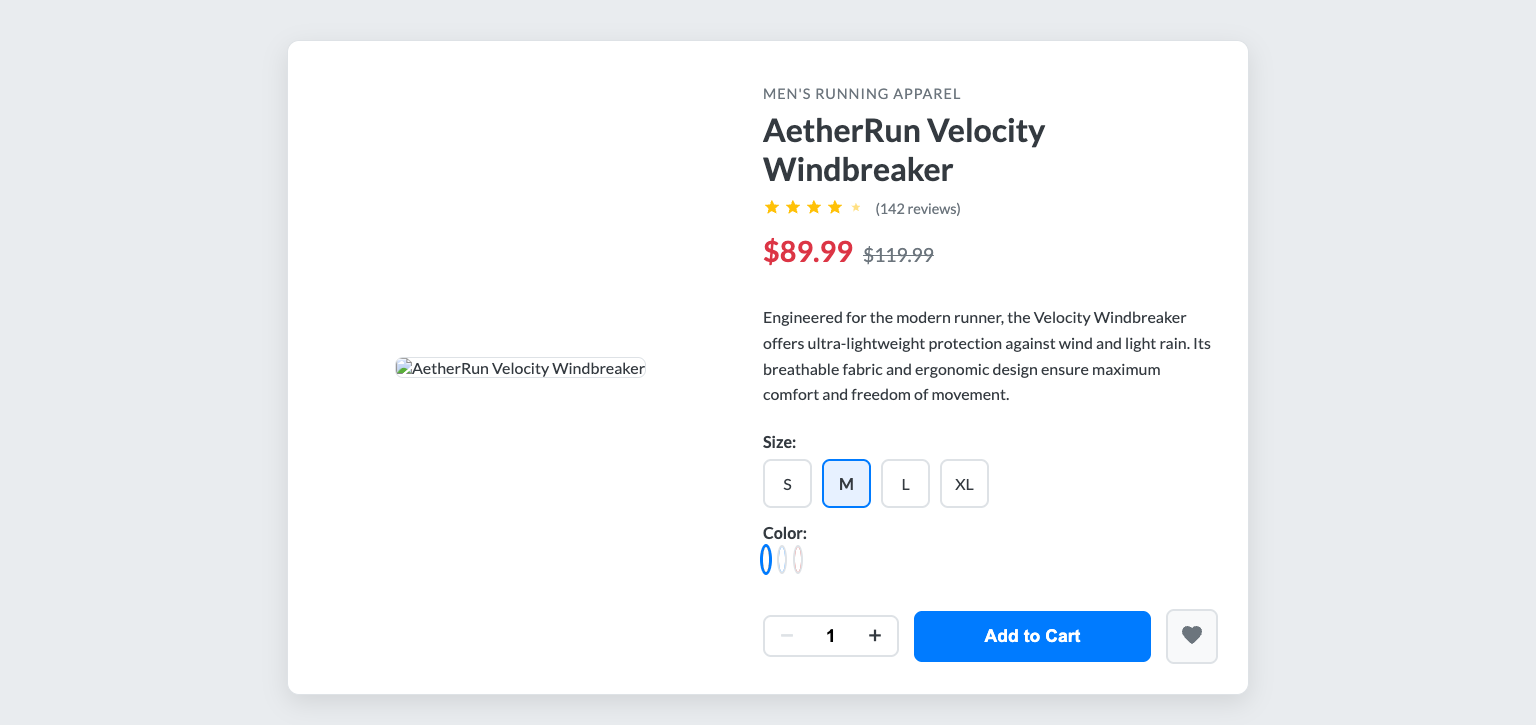 MEN'S RUNNING APPAREL
AetherRun Velocity
Windbreaker
(142 reviews)
$89.99 $119.99
AetherRun Velocity Windbreaker
Engineered for the modern runner, the Velocity Windbreaker
offers ultra-lightweight protection against wind and light rain. Its
breathable fabric and ergonomic design ensure maximum
comfort and freedom of movement.
Size:
S M L XL
Color:
− 1 + Add to Cart